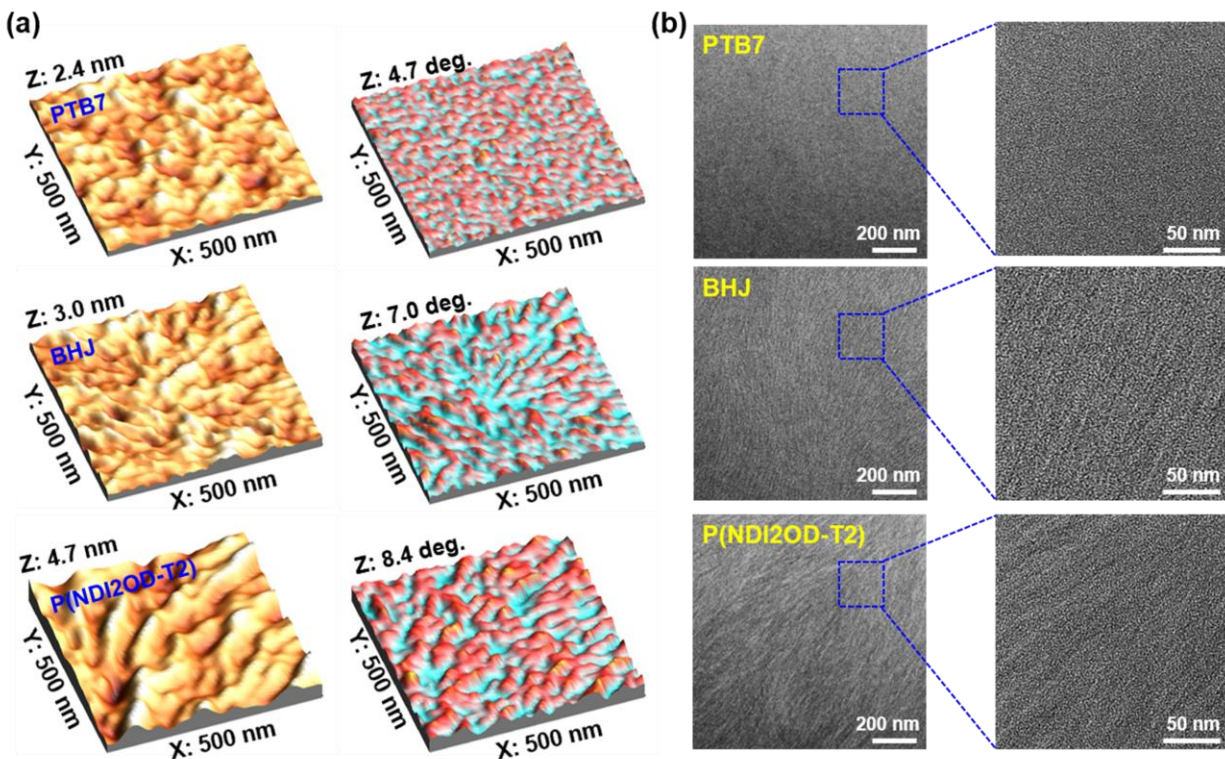 (a)
Z: 2.4 nm
PTB7
Y: 500 nm
X: 500 nm
Z: 4.7 deg.
Y: 500 nm
X: 500 nm
Z: 3.0 nm
BHJ
Y: 500 nm
X: 500 nm
Z: 7.0 deg.
Y: 500 nm
X: 500 nm
Z: 4.7 nm
P(NDI2OD-T2)
Y: 500 nm
X: 500 nm
Z: 8.4 deg.
Y: 500 nm
X: 500 nm
(b)
PTB7
200 nm
50 nm
BHJ
200 nm
50 nm
P(NDI2OD-T2)
200 nm
50 nm